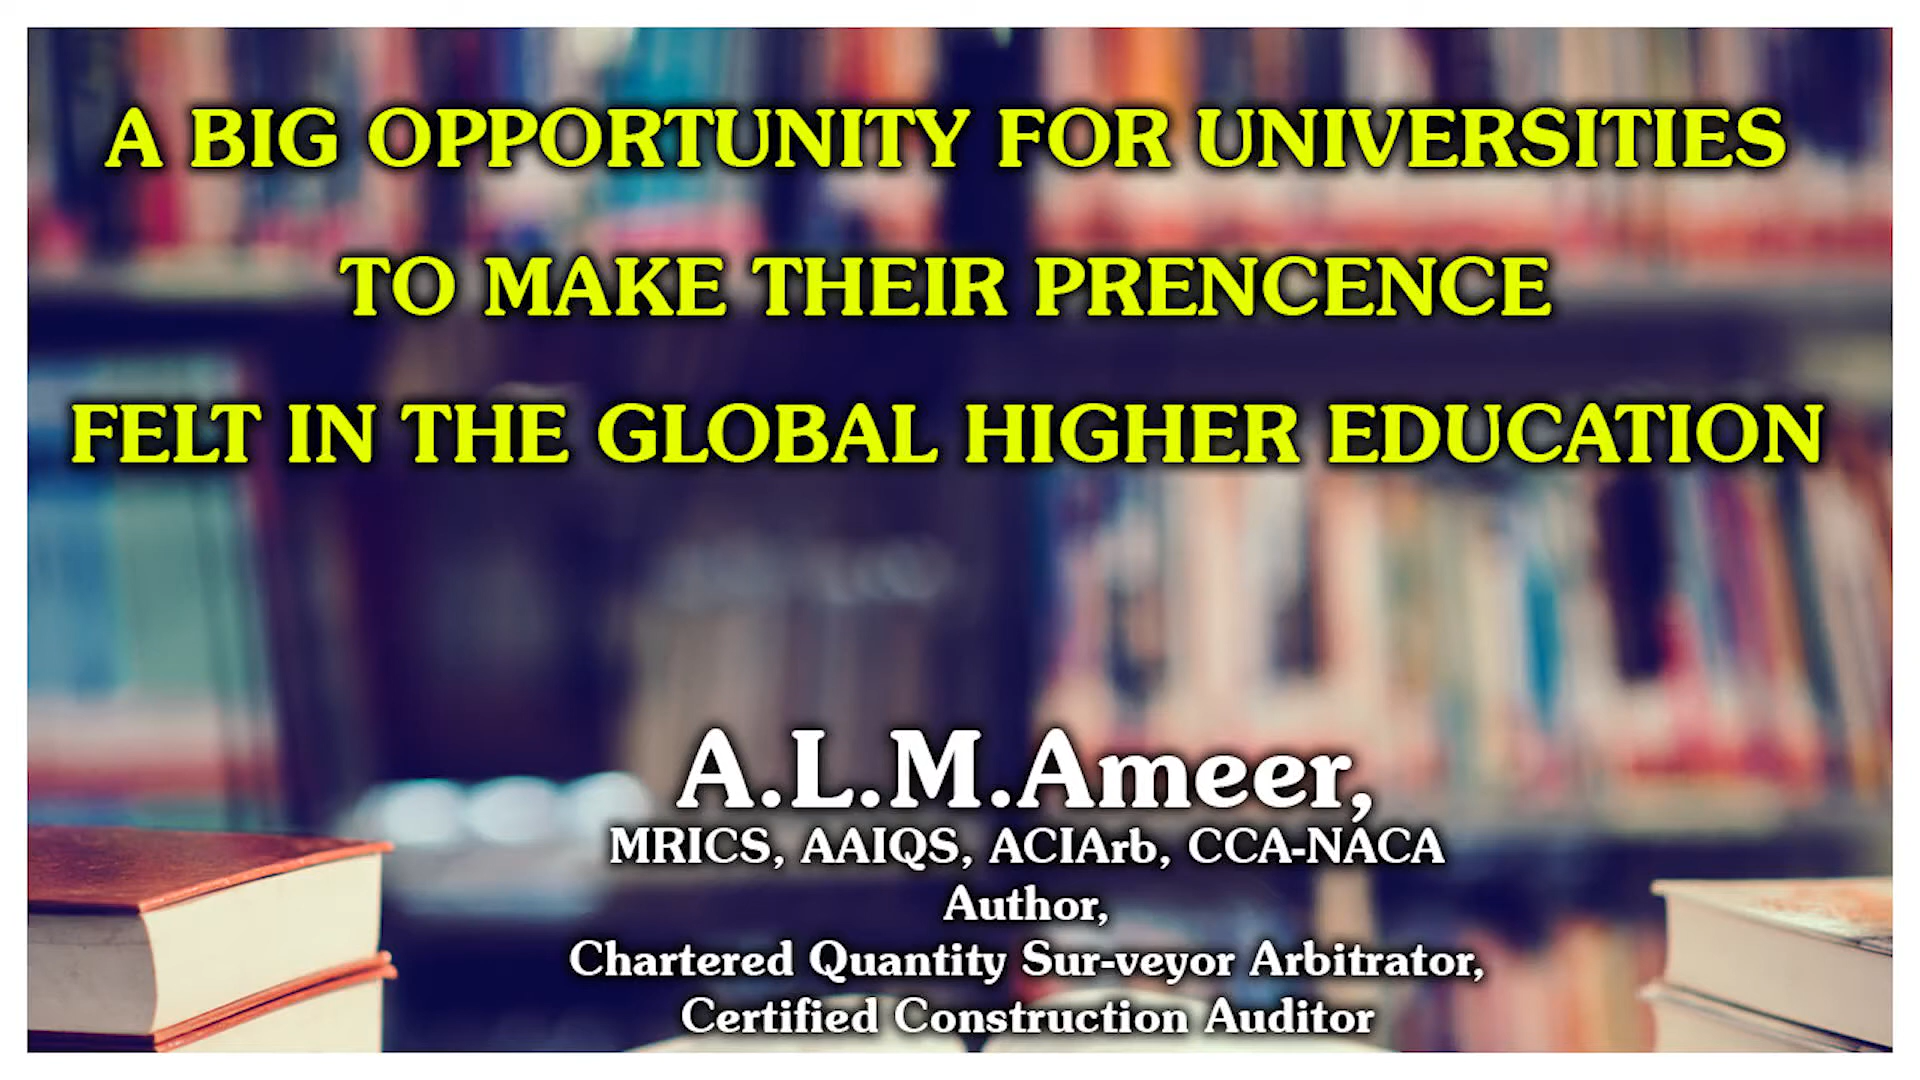 A BIG OPPORTUNITY FOR UNIVERSITIES
TO MAKE THEIR PRENCENCE
FELT IN THE GLOBAL HIGHER EDUCATION
A.L.M.Ameer,
MRICS, AAIQS, ACIArb, CCA-NACA
Author,
Chartered Quantity Sur-veyor Arbitrator,
Certified Construction Auditor